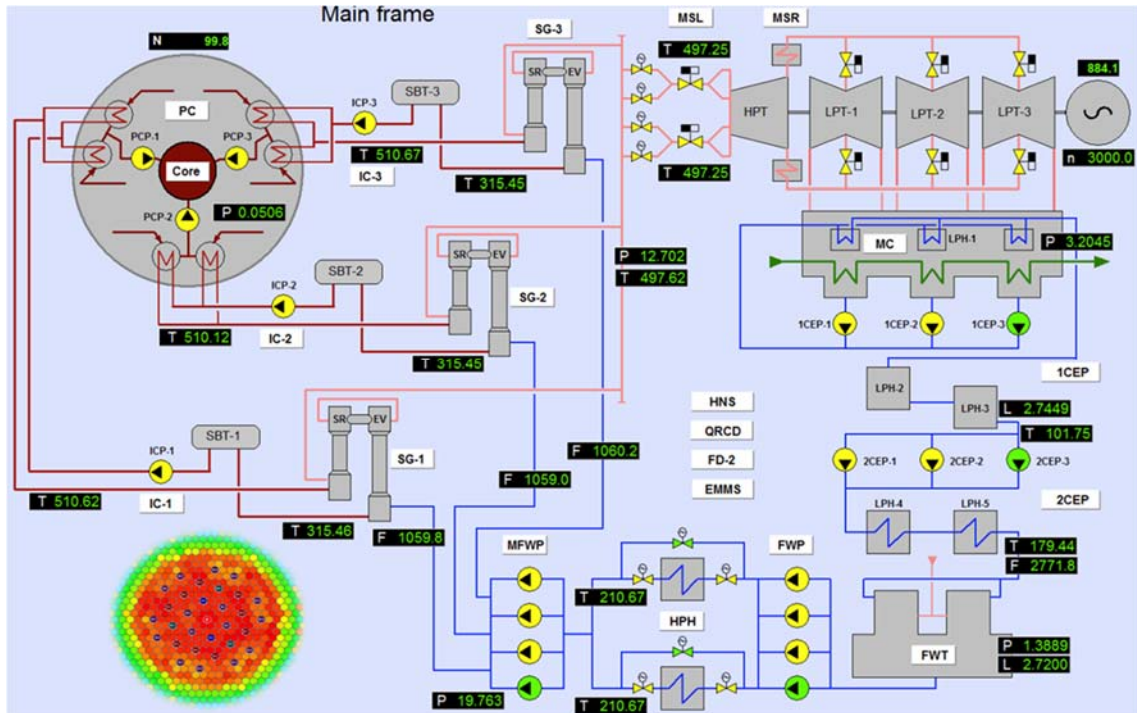 Main frame
N 99.8
PC
PCP-1
PCP-3
Core
PCP-2
P 0.0506
ICP-3
SBT-3
T 510.67
IC-3
T 315.45
SG-3
SR
EV
MSL
T 497.25
T 497.25
MSR
HPT
LPT-1
LPT-2
LPT-3
884.1
n 3000.0
MC
LPH-1
P 3.2045
P 12.702
T 497.62
SR
EV
SG-2
SBT-2
ICP-2
T 510.12
IC-2
T 315.45
1CEP-1
1CEP-2
1CEP-3
1CEP
LPH-2
LPH-3
L 2.7449
T 101.75
2CEP-1
2CEP-2
2CEP-3
2CEP
LPH-4
LPH-5
T 179.44
F 2771.8
HNS
QRCD
FD-2
EMMS
SR
EV
SG-1
SBT-1
ICP-1
T 510.62
IC-1
T 315.46
F 1060.2
F 1059.0
F 1059.8
MFWP
P 19.763
T 210.67
HPH
T 210.67
FWP
FWT
P 1.3889
L 2.7200